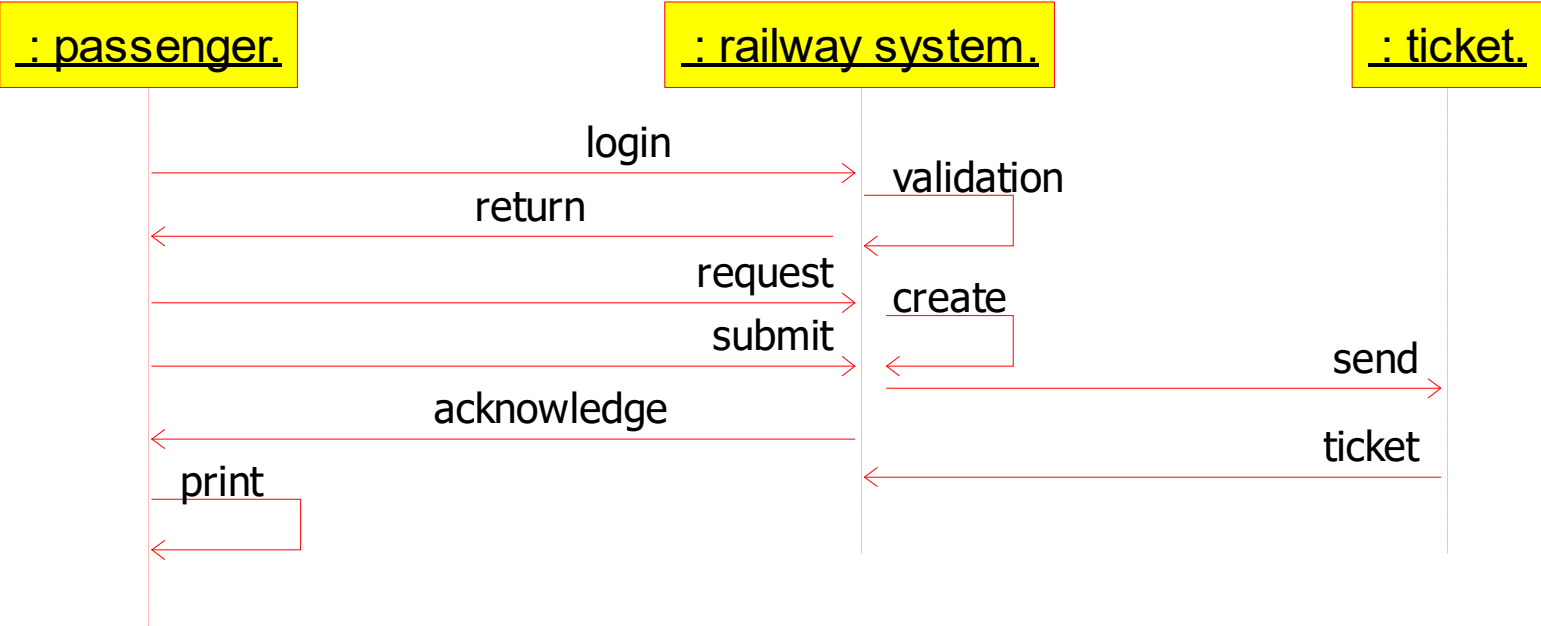 : passenger.
: railway system.
: ticket.
login
validation
return
request
create
submit
send
acknowledge
ticket
print